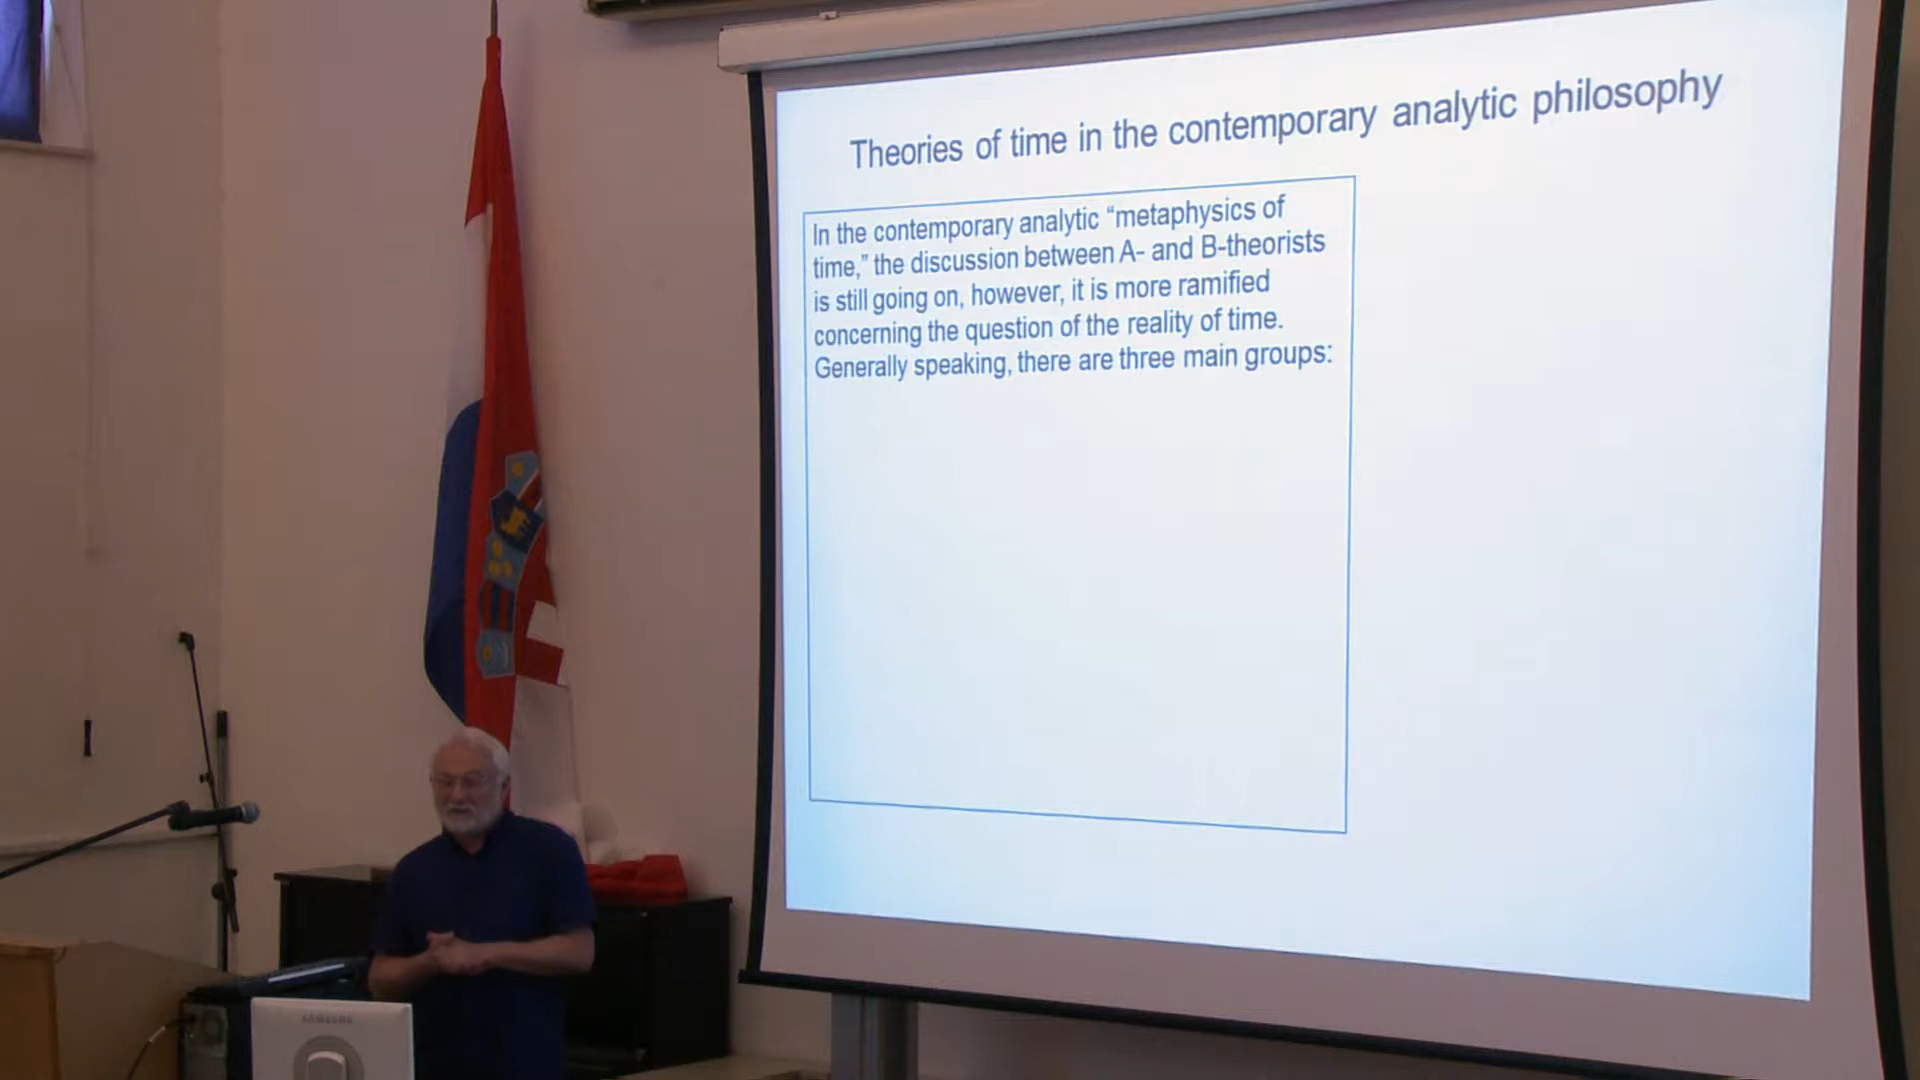 Theories of time in the contemporary analytic philosophy
In the contemporary analytic “metaphysics of
time,” the discussion between A- and B-theorists
is still going on, however, it is more ramified
concerning the question of the reality of time.
Generally speaking, there are three main groups:
SAMSUNG